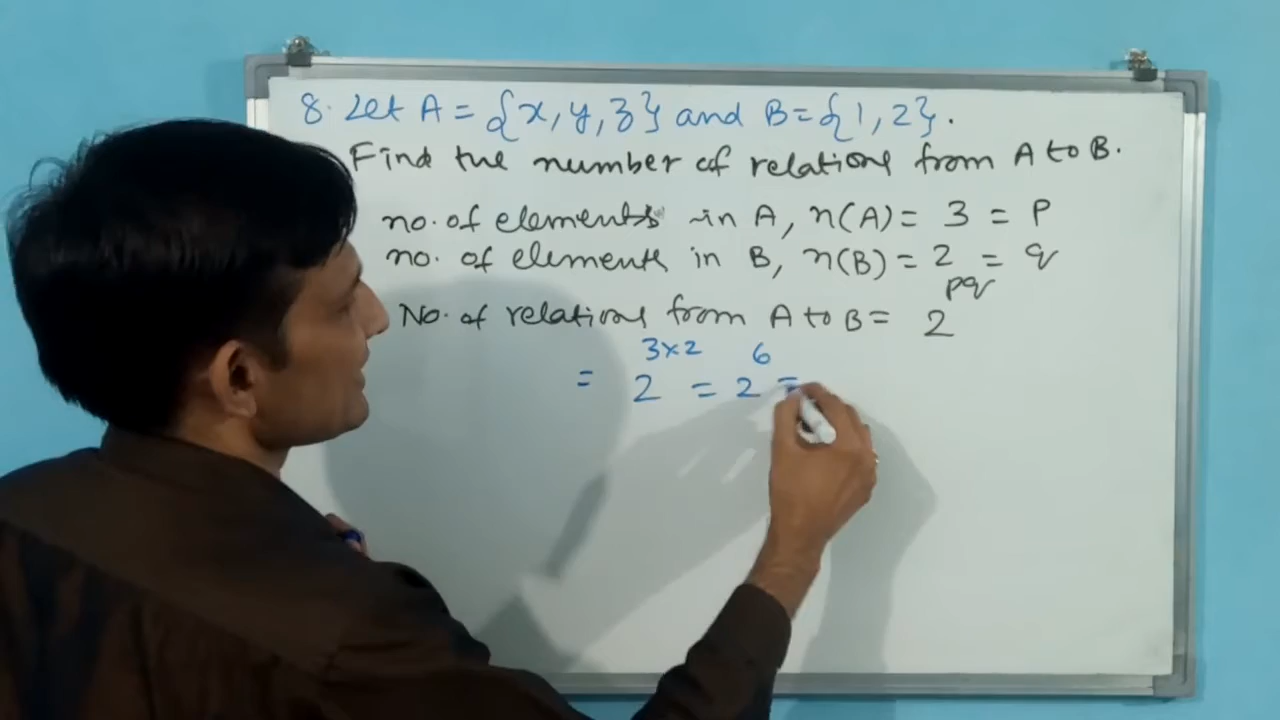 8. Let A = {x, y, z} and B = {1, 2}.
Find the number of relations from A to B.
no. of elements in A, n(A) = 3 = p
no. of elements in B, n(B) = 2 = q
No. of relations from A to B = 2^pq
= 2^3×2 = 2^6 =